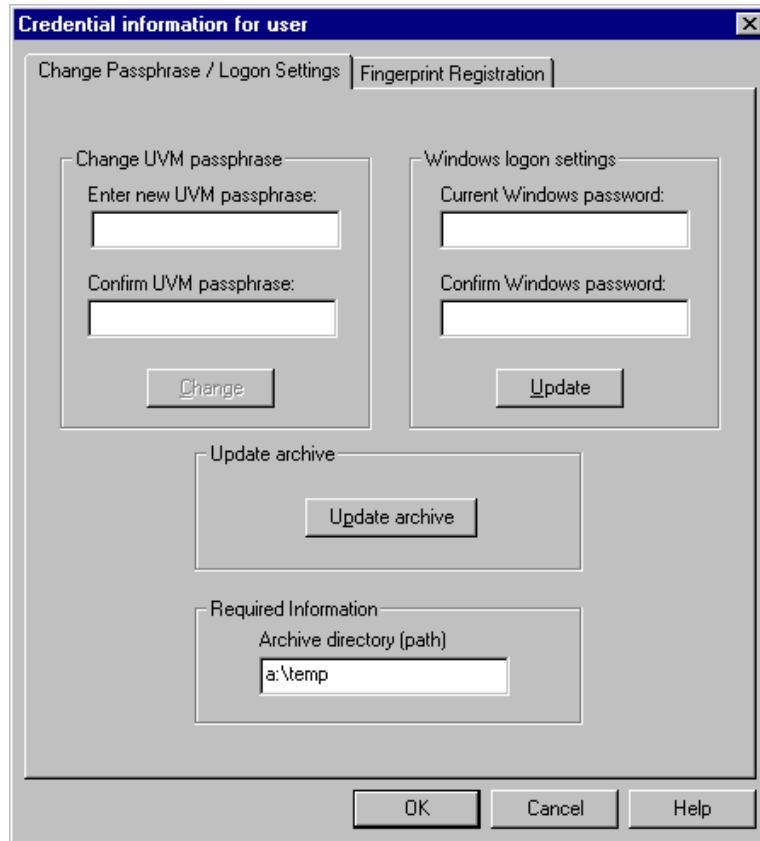 Credential information for user
Change Passphrase / Logon Settings
Fingerprint Registration
Change UVM passphrase
Enter new UVM passphrase:
Confirm UVM passphrase:
Change
Windows logon settings
Current Windows password:
Confirm Windows password:
Update
Update archive
Update archive
Required Information
Archive directory (path)
a:\temp
OK
Cancel
Help